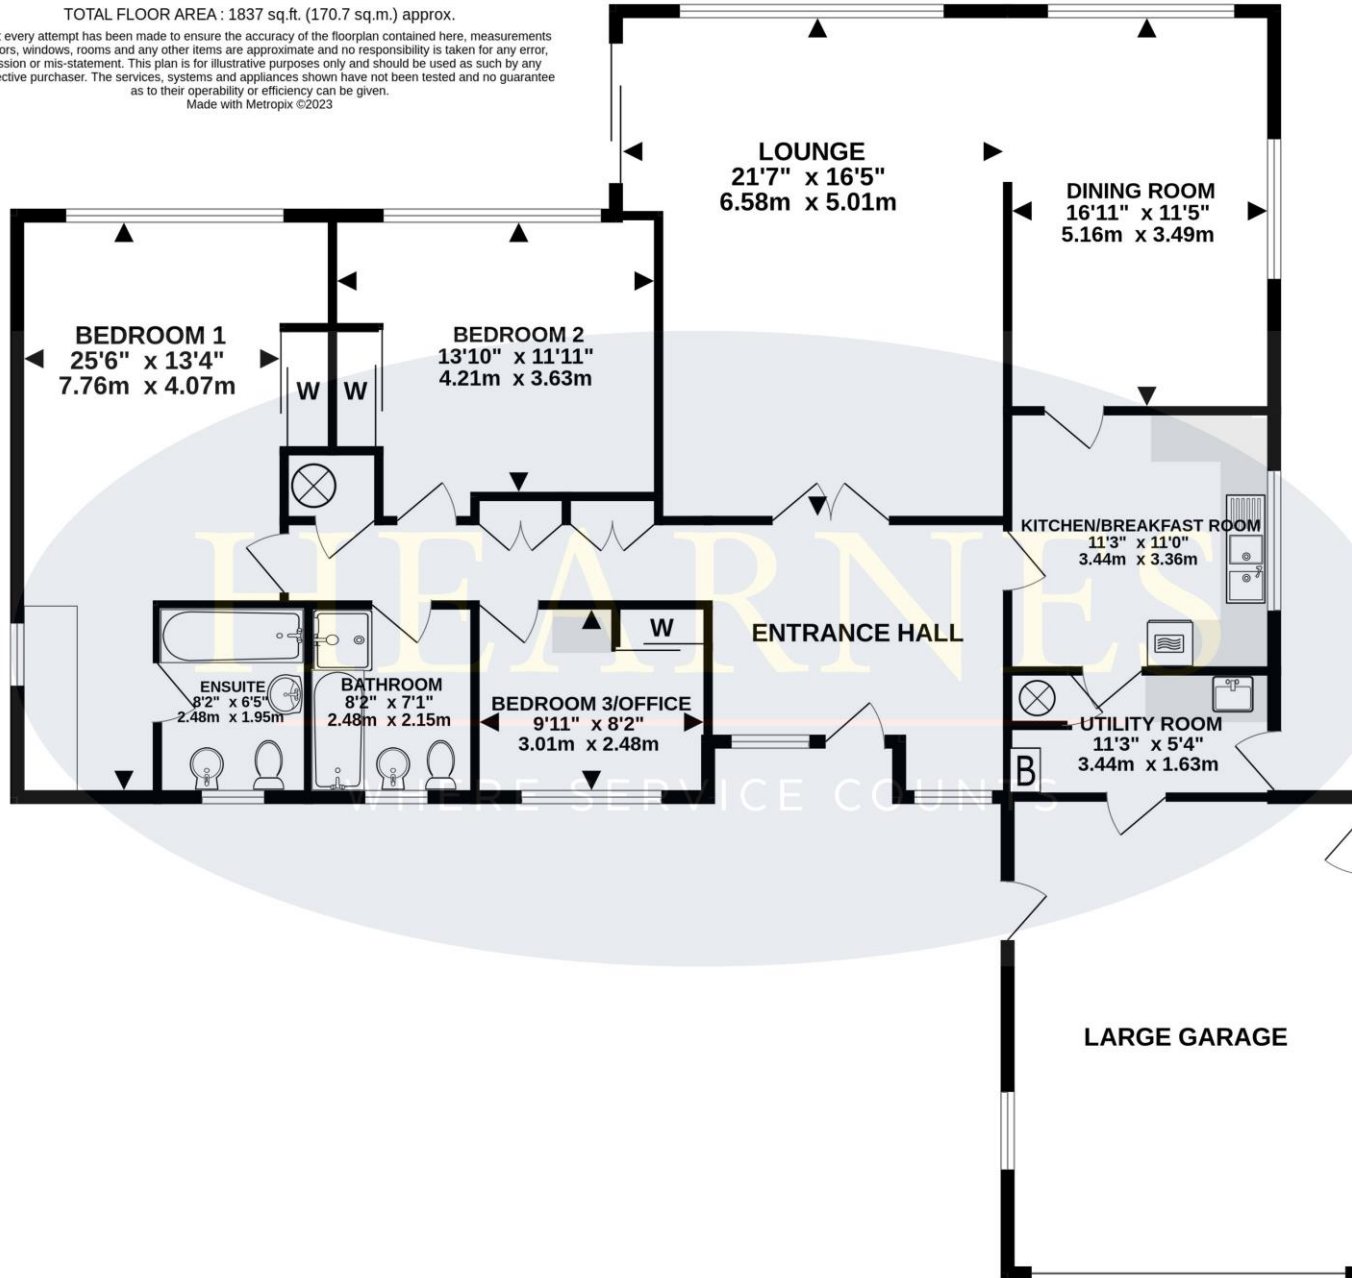 TOTAL FLOOR AREA : 1837 sq.ft. (170.7 sq.m.) approx.
every attempt has been made to ensure the accuracy of the floorplan contained here, measurements
windows, rooms and any other items are approximate and no responsibility is taken for any error,
or mis-statement. This plan is for illustrative purposes only and should be used as such by any
purchaser. The services, systems and appliances shown have not been tested and no guarantee
as to their operability or efficiency can be given.
Made with Metropix ©2023
LOUNGE
21'7" x 16'5"
6.58m x 5.01m
DINING ROOM
16'11" x 11'5"
5.16m x 3.49m
BEDROOM 1
25'6" x 13'4"
7.76m x 4.07m
BEDROOM 2
13'10" x 11'11"
4.21m x 3.63m
W
W
KITCHEN/BREAKFAST ROOM
11'3" x 11'0"
3.44m x 3.36m
HEARNES
W
ENTRANCE HALL
ENSUITE
8'2" x 6'5"
2.48m x 1.95m
BATHROOM
8'2" x 7'1"
2.48m x 2.15m
BEDROOM 3/OFFICE
9'11" x 8'2"
3.01m x 2.48m
UTILITY ROOM
11'3" x 5'4"
3.44m x 1.63m
B
WHERE SERVICE COUNTS
LARGE GARAGE